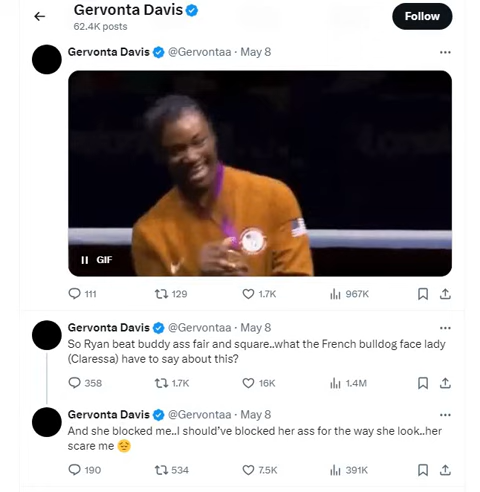 Gervonta Davis
62.4K posts
Follow
Gervonta Davis @Gervontaa · May 8
GIF
111 129 1.7K 967K
Gervonta Davis @Gervontaa · May 8
So Ryan beat buddy ass fair and square..what the French bulldog face lady
(Claressa) have to say about this?
358 1.7K 16K 1.4M
Gervonta Davis @Gervontaa · May 8
And she blocked me..I should've blocked her ass for the way she look..her
scare me 😔
190 534 7.5K 391K